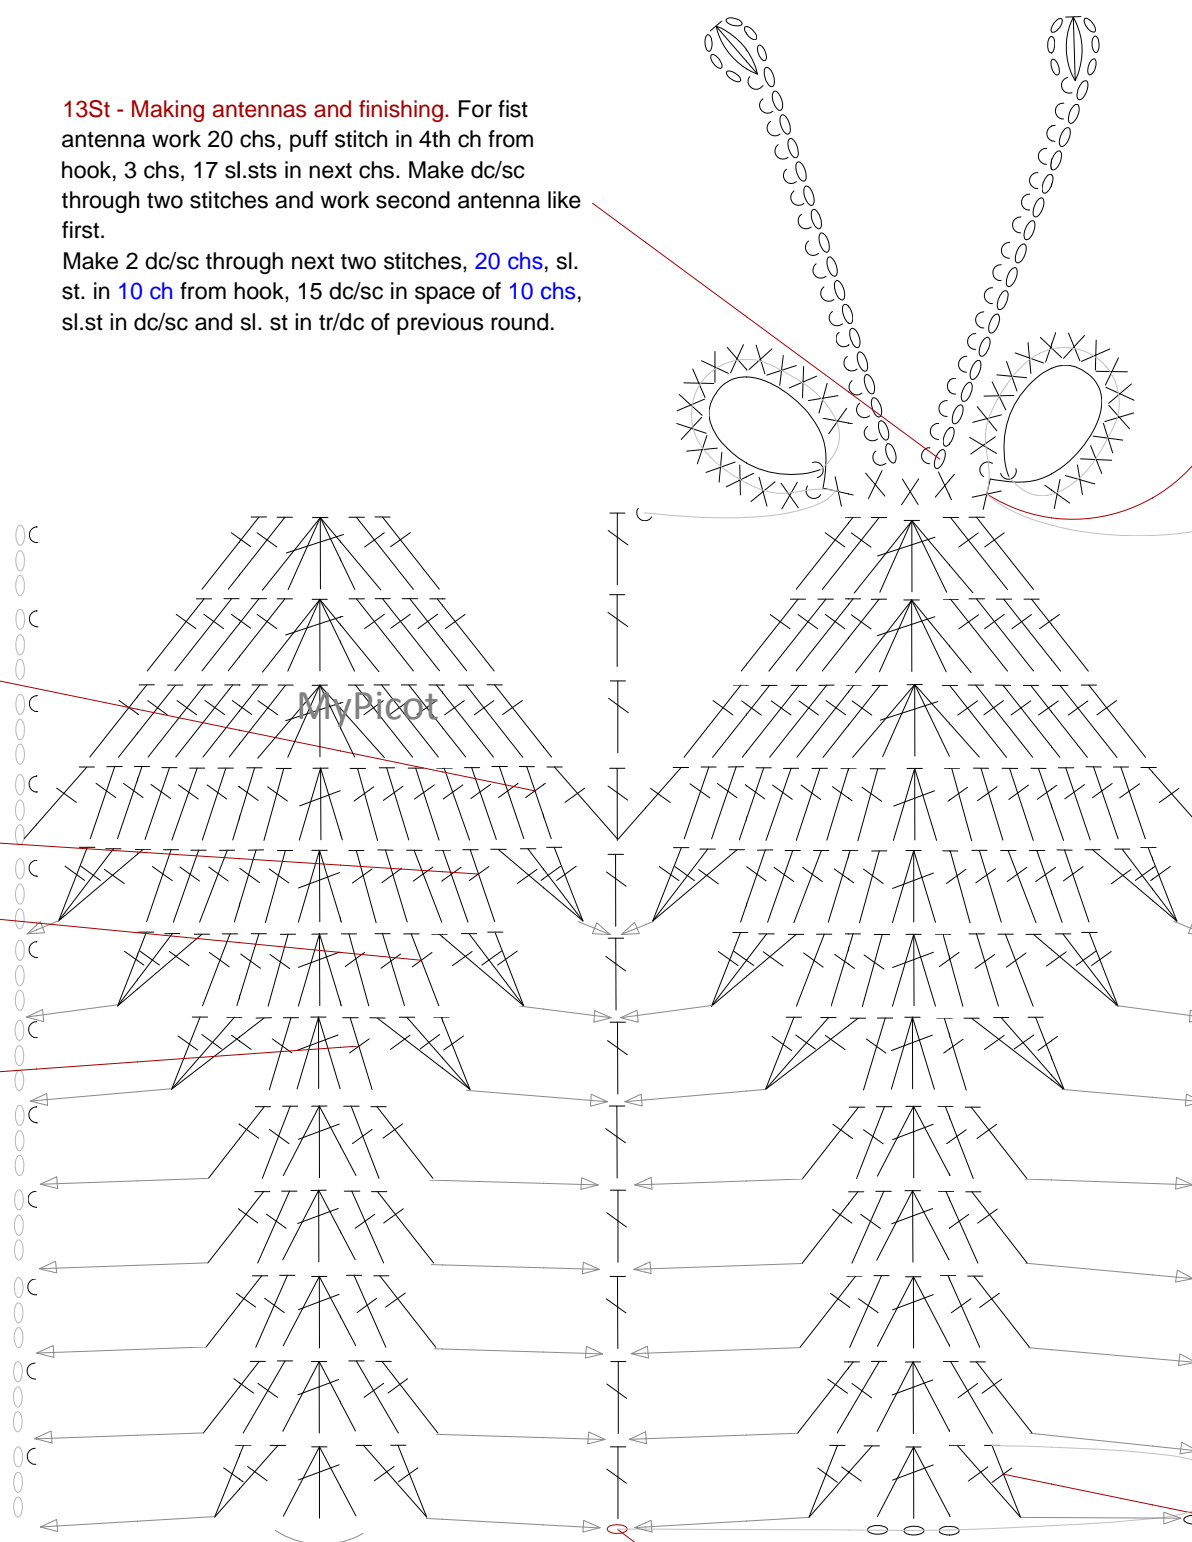 13St - Making antennas and finishing. For fist
antenna work 20 chs, puff stitch in 4th ch from
hook, 3 chs, 17 sl.sts in next chs. Make dc/sc
through two stitches and work second antenna like
first.
Make 2 dc/sc through next two stitches, 20 chs, sl.
st. in 10 ch from hook, 15 dc/sc in space of 10 chs,
sl.st in dc/sc and sl. st in tr/dc of previous round.
MyPicot